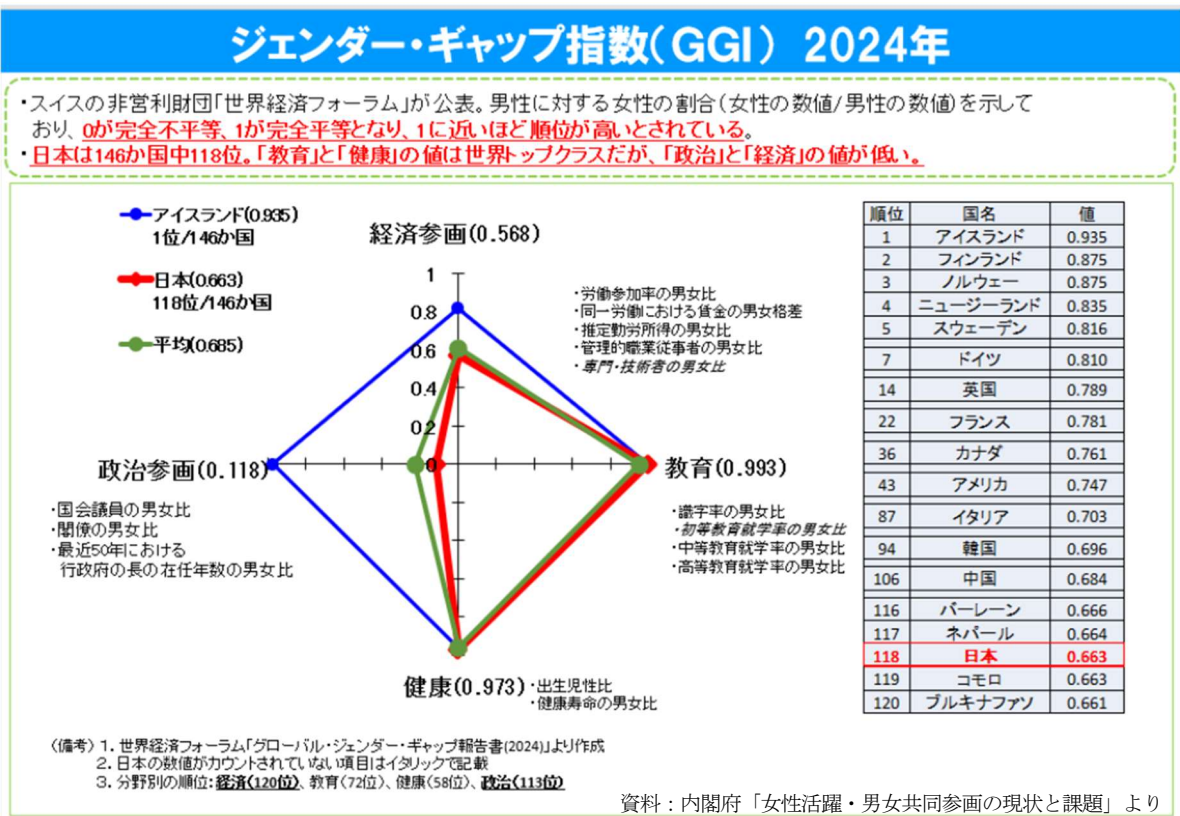 ジェンダー・ギャップ指数(GGI) 2024年
・スイスの非営利財団「世界経済フォーラム」が公表。男性に対する女性の割合(女性の数値/男性の数値)を示して
おり、0が完全不平等、1が完全平等となり、1に近いほど順位が高いとされている。
・日本は146か国中118位。「教育」と「健康」の値は世界トップクラスだが、「政治」と「経済」の値が低い。
アイスランド(0.935)
1位/146か国
日本(0.663)
118位/146か国
平均(0.685)
経済参画(0.568)
・労働参加率の男女比
・同一労働における賃金の男女格差
・推定勤労所得の男女比
・管理的職業従事者の男女比
・専門・技術者の男女比
1
0.8
0.6
0.4
0.2
0
政治参画(0.118)
・国会議員の男女比
・閣僚の男女比
・最近50年における
行政府の長の在任年数の男女比
教育(0.993)
・識字率の男女比
・初等教育就学率の男女比
・中等教育就学率の男女比
・高等教育就学率の男女比
健康(0.973)
・出生児性比
・健康寿命の男女比
順位 国名 値
1 アイスランド 0.935
2 フィンランド 0.875
3 ノルウェー 0.875
4 ニュージーランド 0.835
5 スウェーデン 0.816
7 ドイツ 0.810
14 英国 0.789
22 フランス 0.781
36 カナダ 0.761
43 アメリカ 0.747
87 イタリア 0.703
94 韓国 0.696
106 中国 0.684
116 バーレーン 0.666
117 ネパール 0.664
118 日本 0.663
119 コモロ 0.663
120 ブルキナファソ 0.661
(備考) 1. 世界経済フォーラム「グローバル・ジェンダー・ギャップ報告書(2024)」より作成
2. 日本の数値がカウントされていない項目はイタリックで記載
3. 分野別の順位:経済(120位)、教育(72位)、健康(58位)、政治(113位)
資料：内閣府「女性活躍・男女共同参画の現状と課題」より